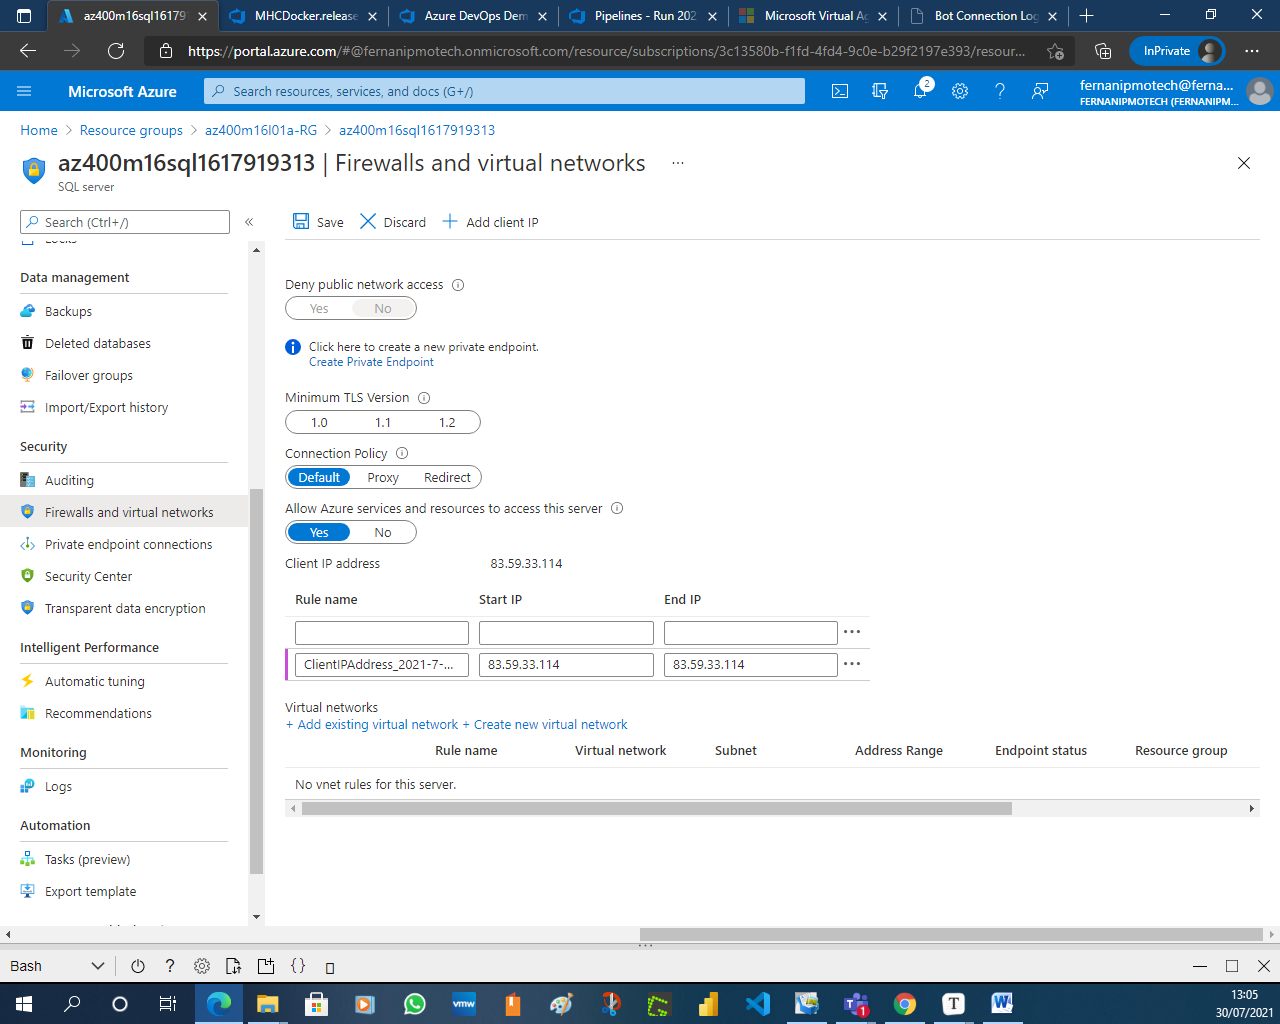 az400m16sql161791
MHCDocker.release
Azure DevOps Dem
Pipelines - Run 202
Microsoft Virtual Ag
Bot Connection Log
https://portal.azure.com/#@fernanipmotech.onmicrosoft.com/resource/subscriptions/3c13580b-f1fd-4fd4-9c0e-b29f2197e393/resour...
InPrivate
Microsoft Azure
Search resources, services, and docs (G+/)
2
fernanipmotech@ferna...
FERNANIPMOTECH (FERNANIPM...
Home > Resource groups > az400m16l01a-RG > az400m16sql1617919313
az400m16sql1617919313 | Firewalls and virtual networks ...
SQL server
Search (Ctrl+/)
«
Save
Discard
Add client IP
Locks
Data management
Backups
Deleted databases
Failover groups
Import/Export history
Security
Auditing
Firewalls and virtual networks
Private endpoint connections
Security Center
Transparent data encryption
Intelligent Performance
Automatic tuning
Recommendations
Monitoring
Logs
Automation
Tasks (preview)
Export template
Deny public network access
Yes No
Click here to create a new private endpoint.
Create Private Endpoint
Minimum TLS Version
1.0 1.1 1.2
Connection Policy
Default Proxy Redirect
Allow Azure services and resources to access this server
Yes No
Client IP address 83.59.33.114
Rule name Start IP End IP
ClientIPAddress_2021-7-... 83.59.33.114 83.59.33.114
Virtual networks
+ Add existing virtual network + Create new virtual network
Rule name Virtual network Subnet Address Range Endpoint status Resource group
No vnet rules for this server.
Bash
?
{}
vmw
1
T
W
13:05
30/07/2021